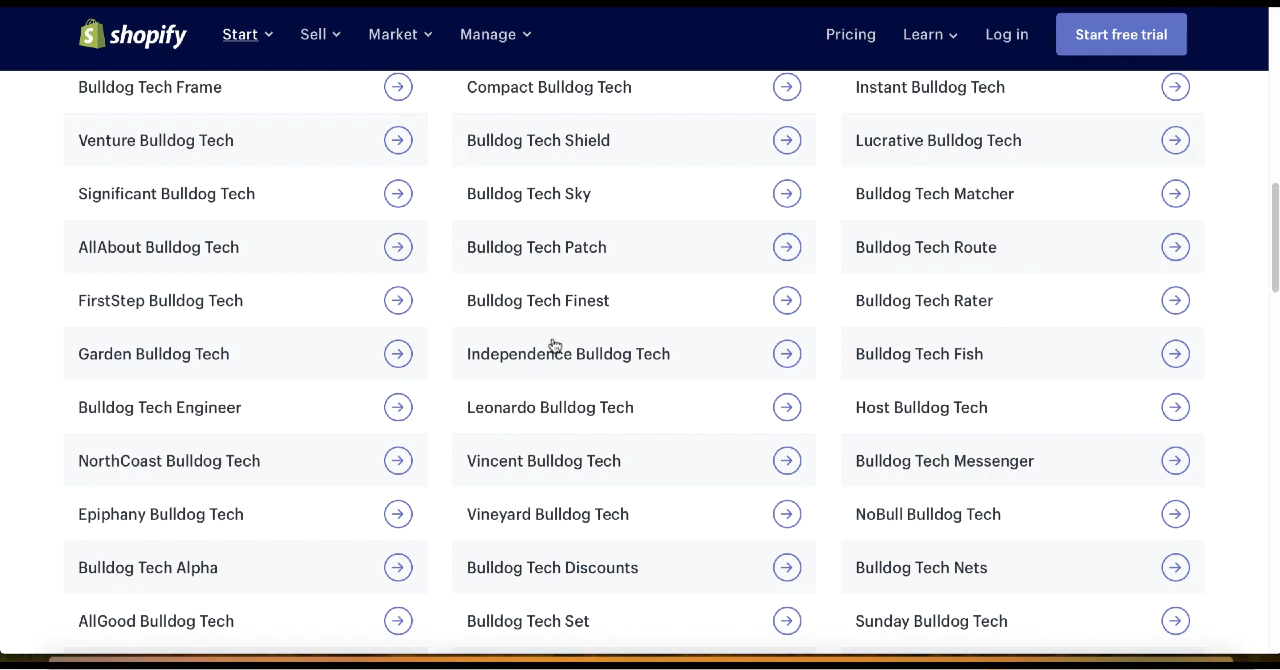 shopify Start Sell Market Manage Pricing Learn Log in Start free trial
Bulldog Tech Frame Compact Bulldog Tech Instant Bulldog Tech
Venture Bulldog Tech Bulldog Tech Shield Lucrative Bulldog Tech
Significant Bulldog Tech Bulldog Tech Sky Bulldog Tech Matcher
AllAbout Bulldog Tech Bulldog Tech Patch Bulldog Tech Route
FirstStep Bulldog Tech Bulldog Tech Finest Bulldog Tech Rater
Garden Bulldog Tech Independence Bulldog Tech Bulldog Tech Fish
Bulldog Tech Engineer Leonardo Bulldog Tech Host Bulldog Tech
NorthCoast Bulldog Tech Vincent Bulldog Tech Bulldog Tech Messenger
Epiphany Bulldog Tech Vineyard Bulldog Tech NoBull Bulldog Tech
Bulldog Tech Alpha Bulldog Tech Discounts Bulldog Tech Nets
AllGood Bulldog Tech Bulldog Tech Set Sunday Bulldog Tech